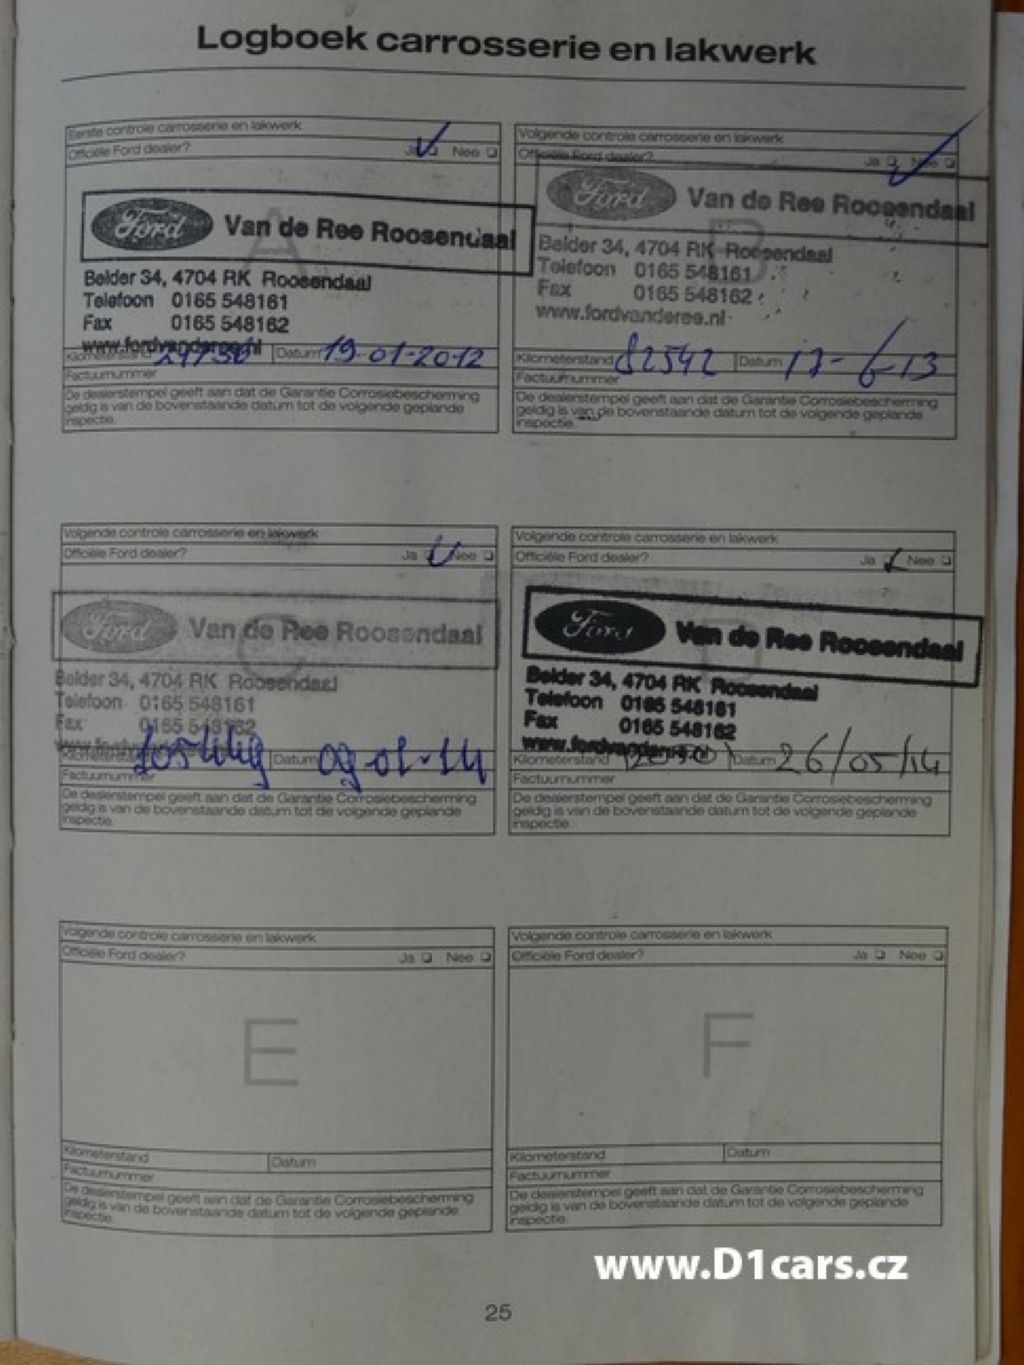 Logboek carrosserie en lakwerk
Eerste controle carrosserie en lakwerk
Officiële Ford dealer? Ja Nee
Ford Van de Ree Roosendaal
A
Belder 34, 4704 RK Roosendaal
Telefoon 0165 548161
Fax 0165 548162
www.fordvanderee.nl
Kilometerstand Datum 19-01-2012
Factuurnummer
De dealerstempel geeft aan dat de Garantie Corrosiebescherming
geldig is van de bovenstaande datum tot de volgende geplande
inspectie.
Volgende controle carrosserie en lakwerk
Officiële Ford dealer? Ja Nee
Ford Van de Ree Roosendaal
B
Belder 34, 4704 RK Roosendaal
Telefoon 0165 548161
Fax 0165 548162
www.fordvanderee.nl
Kilometerstand 82542 Datum 17-6-13
Factuurnummer
De dealerstempel geeft aan dat de Garantie Corrosiebescherming
geldig is van de bovenstaande datum tot de volgende geplande
inspectie.
Volgende controle carrosserie en lakwerk
Officiële Ford dealer? Ja Nee
Ford Van de Ree Roosendaal
C
Belder 34, 4704 RK Roosendaal
Telefoon 0165 548161
Fax 0165 548162
www.fordvanderee.nl
Kilometerstand Datum 09-01-14
Factuurnummer
De dealerstempel geeft aan dat de Garantie Corrosiebescherming
geldig is van de bovenstaande datum tot de volgende geplande
inspectie.
Volgende controle carrosserie en lakwerk
Officiële Ford dealer? Ja Nee
Ford Van de Ree Roosendaal
D
Belder 34, 4704 RK Roosendaal
Telefoon 0165 548161
Fax 0165 548162
www.fordvanderee.nl
Kilometerstand Datum 26/05/14
Factuurnummer
De dealerstempel geeft aan dat de Garantie Corrosiebescherming
geldig is van de bovenstaande datum tot de volgende geplande
inspectie.
Volgende controle carrosserie en lakwerk
Officiële Ford dealer? Ja Nee
E
Kilometerstand Datum
Factuurnummer
De dealerstempel geeft aan dat de Garantie Corrosiebescherming
geldig is van de bovenstaande datum tot de volgende geplande
inspectie.
Volgende controle carrosserie en lakwerk
Officiële Ford dealer? Ja Nee
F
Kilometerstand Datum
Factuurnummer
De dealerstempel geeft aan dat de Garantie Corrosiebescherming
geldig is van de bovenstaande datum tot de volgende geplande
inspectie.
www.D1cars.cz
25